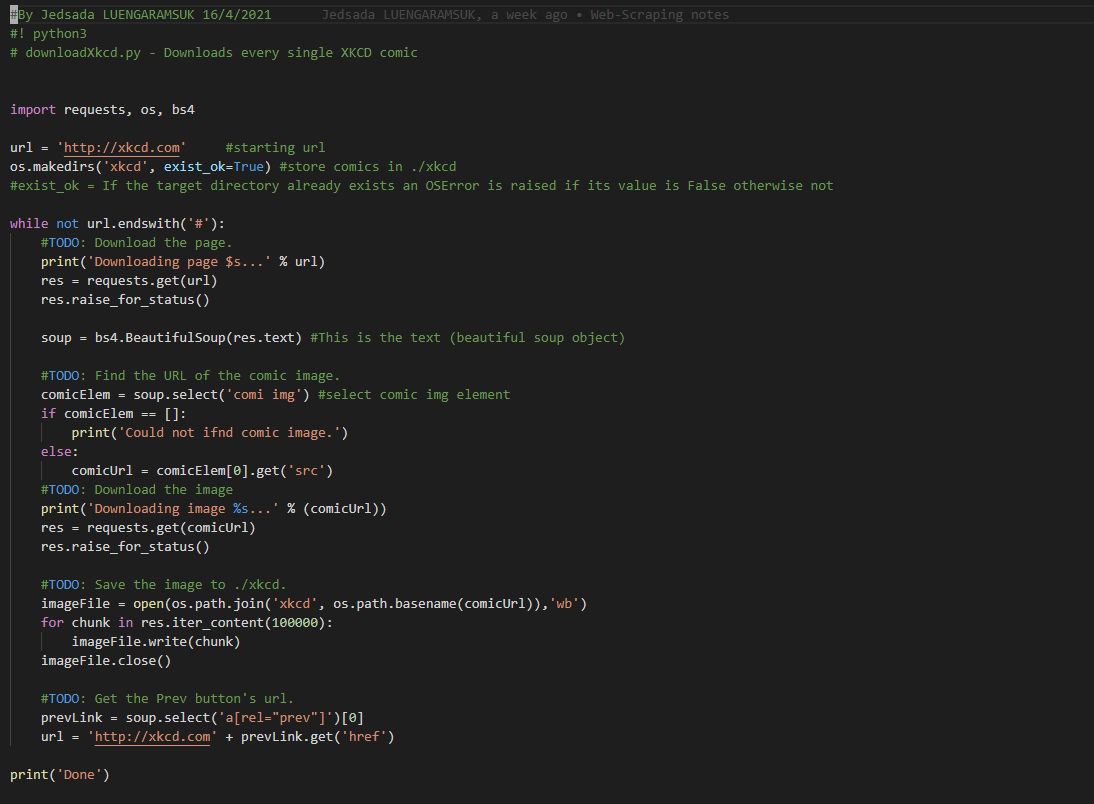 #By Jedsada LUENGARAMSUK 16/4/2021 Jedsada LUENGARAMSUK, a week ago • Web-Scraping notes
#! python3
# downloadXkcd.py - Downloads every single XKCD comic
import requests, os, bs4
url = 'http://xkcd.com' #starting url
os.makedirs('xkcd', exist_ok=True) #store comics in ./xkcd
#exist_ok = If the target directory already exists an OSError is raised if its value is False otherwise not
while not url.endswith('#'):
#TODO: Download the page.
print('Downloading page $s...' % url)
res = requests.get(url)
res.raise_for_status()
soup = bs4.BeautifulSoup(res.text) #This is the text (beautiful soup object)
#TODO: Find the URL of the comic image.
comicElem = soup.select('comi img') #select comic img element
if comicElem == []:
print('Could not ifnd comic image.')
else:
comicUrl = comicElem[0].get('src')
#TODO: Download the image
print('Downloading image %s...' % (comicUrl))
res = requests.get(comicUrl)
res.raise_for_status()
#TODO: Save the image to ./xkcd.
imageFile = open(os.path.join('xkcd', os.path.basename(comicUrl)),'wb')
for chunk in res.iter_content(100000):
imageFile.write(chunk)
imageFile.close()
#TODO: Get the Prev button's url.
prevLink = soup.select('a[rel="prev"]')[0]
url = 'http://xkcd.com' + prevLink.get('href')
print('Done')